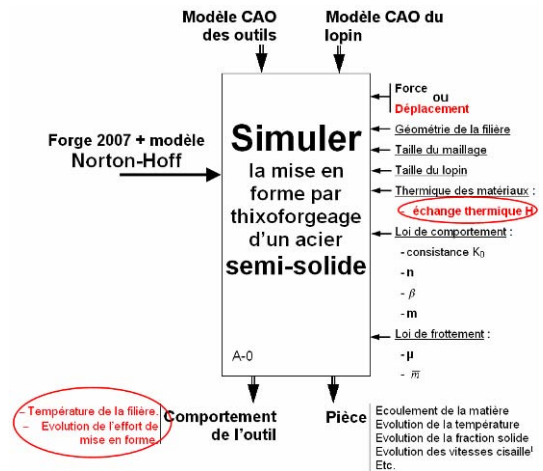 Modèle CAO
des outils
Modèle CAO du
lopin
Force
ou
Déplacement
Géométrie de la filière
Taille du maillage
Taille du lopin
Thermique des matériaux :
- échange thermique H
Loi de comportement :
- consistance K0
- n
- β
- m
Loi de frottement :
- μ
- m̅
Forge 2007 + modèle
Norton-Hoff
Simuler
la mise en
forme par
thixoforgeage
d'un acier
semi-solide
A-0
– Température de la filière.
– Evolution de l'effort de
mise en forme.
Comportement
de l'outil
Pièce
Ecoulement de la matière
Evolution de la température
Evolution de la fraction solide
Evolution des vitesses cisaillet
Etc.